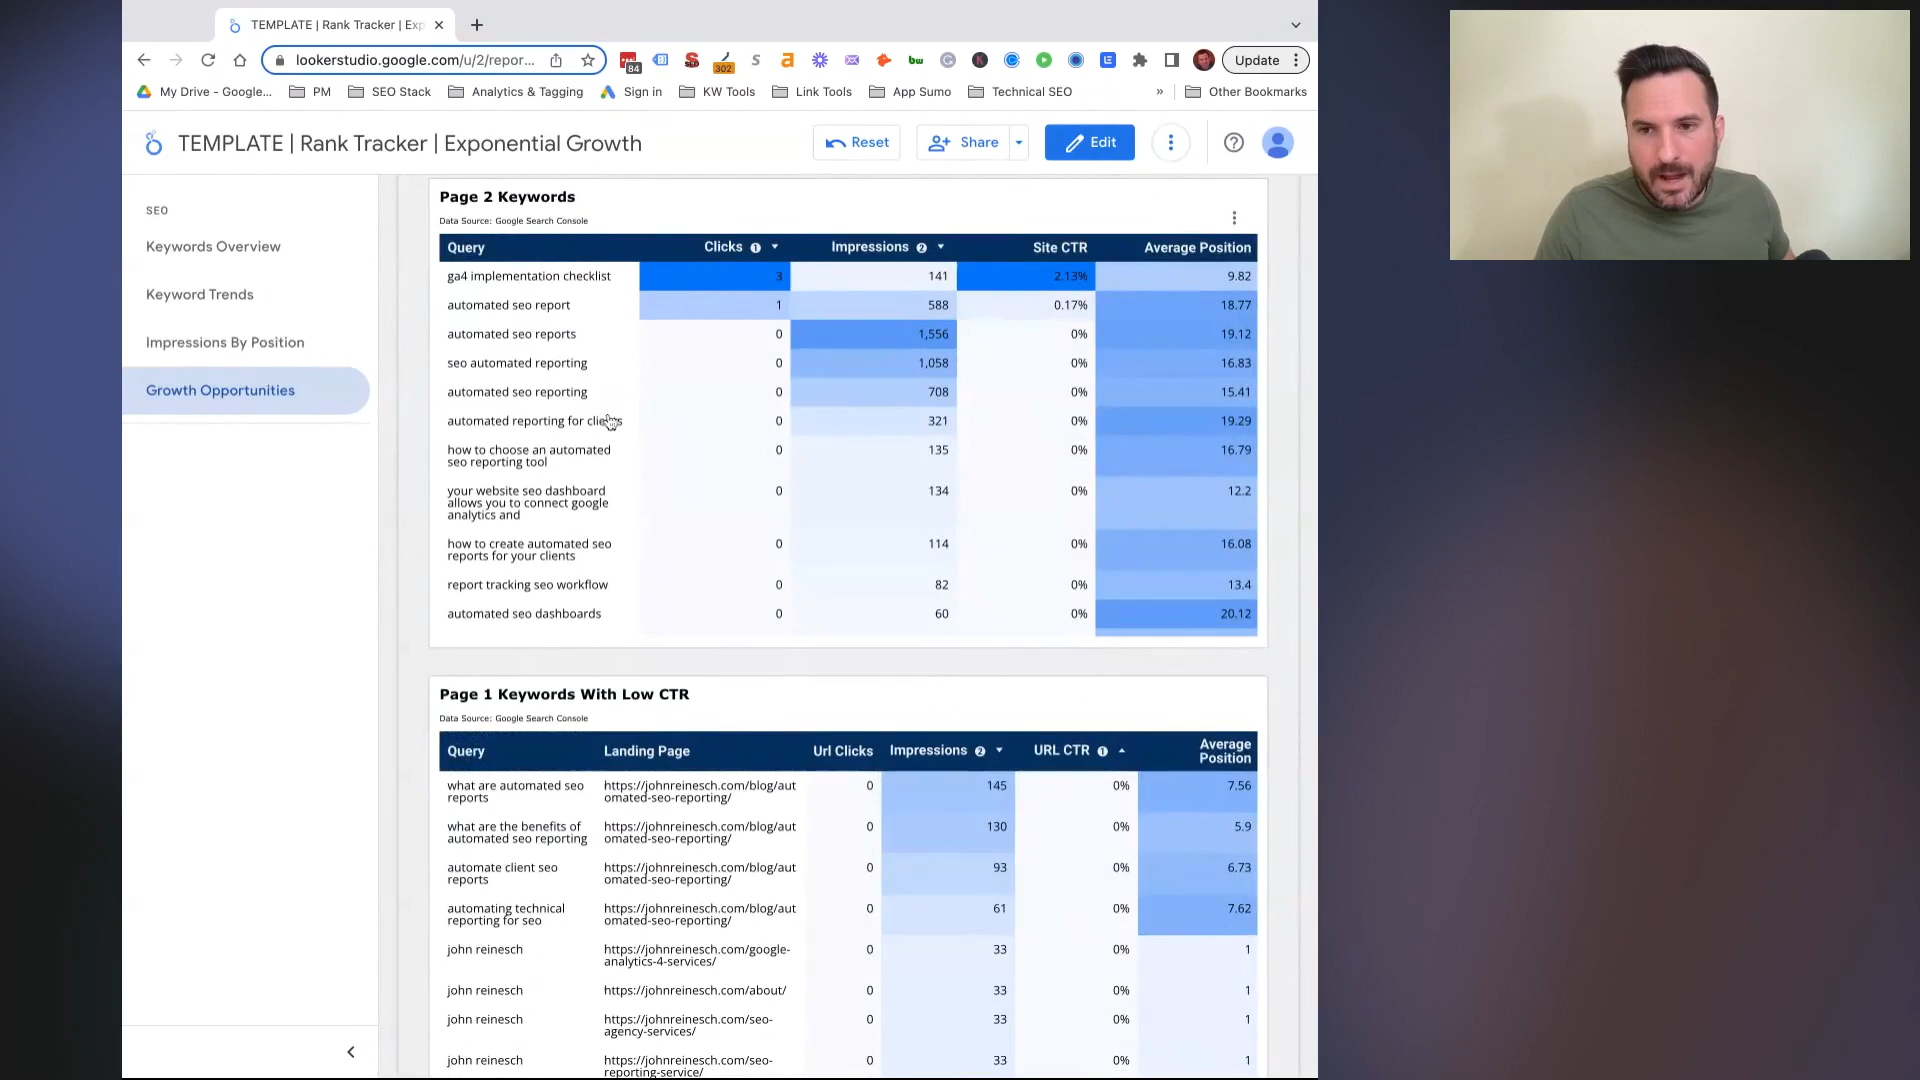 TEMPLATE | Rank Tracker | Exp
lookerstudio.google.com/u/2/repor...
84
SEO
302
S
a
bw
G
K
E
Update
My Drive - Google...
PM
SEO Stack
Analytics & Tagging
Sign in
KW Tools
Link Tools
App Sumo
Technical SEO
»
Other Bookmarks
TEMPLATE | Rank Tracker | Exponential Growth
Reset
Share
Edit
SEO
Keywords Overview
Keyword Trends
Impressions By Position
Growth Opportunities
Page 2 Keywords
Data Source: Google Search Console
Query Clicks 1 Impressions 2 Site CTR Average Position
ga4 implementation checklist 3 141 2.13% 9.82
automated seo report 1 588 0.17% 18.77
automated seo reports 0 1,556 0% 19.12
seo automated reporting 0 1,058 0% 16.83
automated seo reporting 0 708 0% 15.41
automated reporting for clients 0 321 0% 19.29
how to choose an automated 0 135 0% 16.79
seo reporting tool
your website seo dashboard 0 134 0% 12.2
allows you to connect google
analytics and
how to create automated seo 0 114 0% 16.08
reports for your clients
report tracking seo workflow 0 82 0% 13.4
automated seo dashboards 0 60 0% 20.12
Page 1 Keywords With Low CTR
Data Source: Google Search Console
Query Landing Page Url Clicks Impressions 2 URL CTR 1 Average
Position
what are automated seo https://johnreinesch.com/blog/aut 0 145 0% 7.56
reports omated-seo-reporting/
what are the benefits of https://johnreinesch.com/blog/aut 0 130 0% 5.9
automated seo reporting omated-seo-reporting/
automate client seo https://johnreinesch.com/blog/aut 0 93 0% 6.73
reports omated-seo-reporting/
automating technical https://johnreinesch.com/blog/aut 0 61 0% 7.62
reporting for seo omated-seo-reporting/
john reinesch https://johnreinesch.com/google- 0 33 0% 1
analytics-4-services/
john reinesch https://johnreinesch.com/about/ 0 33 0% 1
john reinesch https://johnreinesch.com/seo- 0 33 0% 1
agency-services/
john reinesch https://johnreinesch.com/seo- 0 33 0% 1
reporting-service/